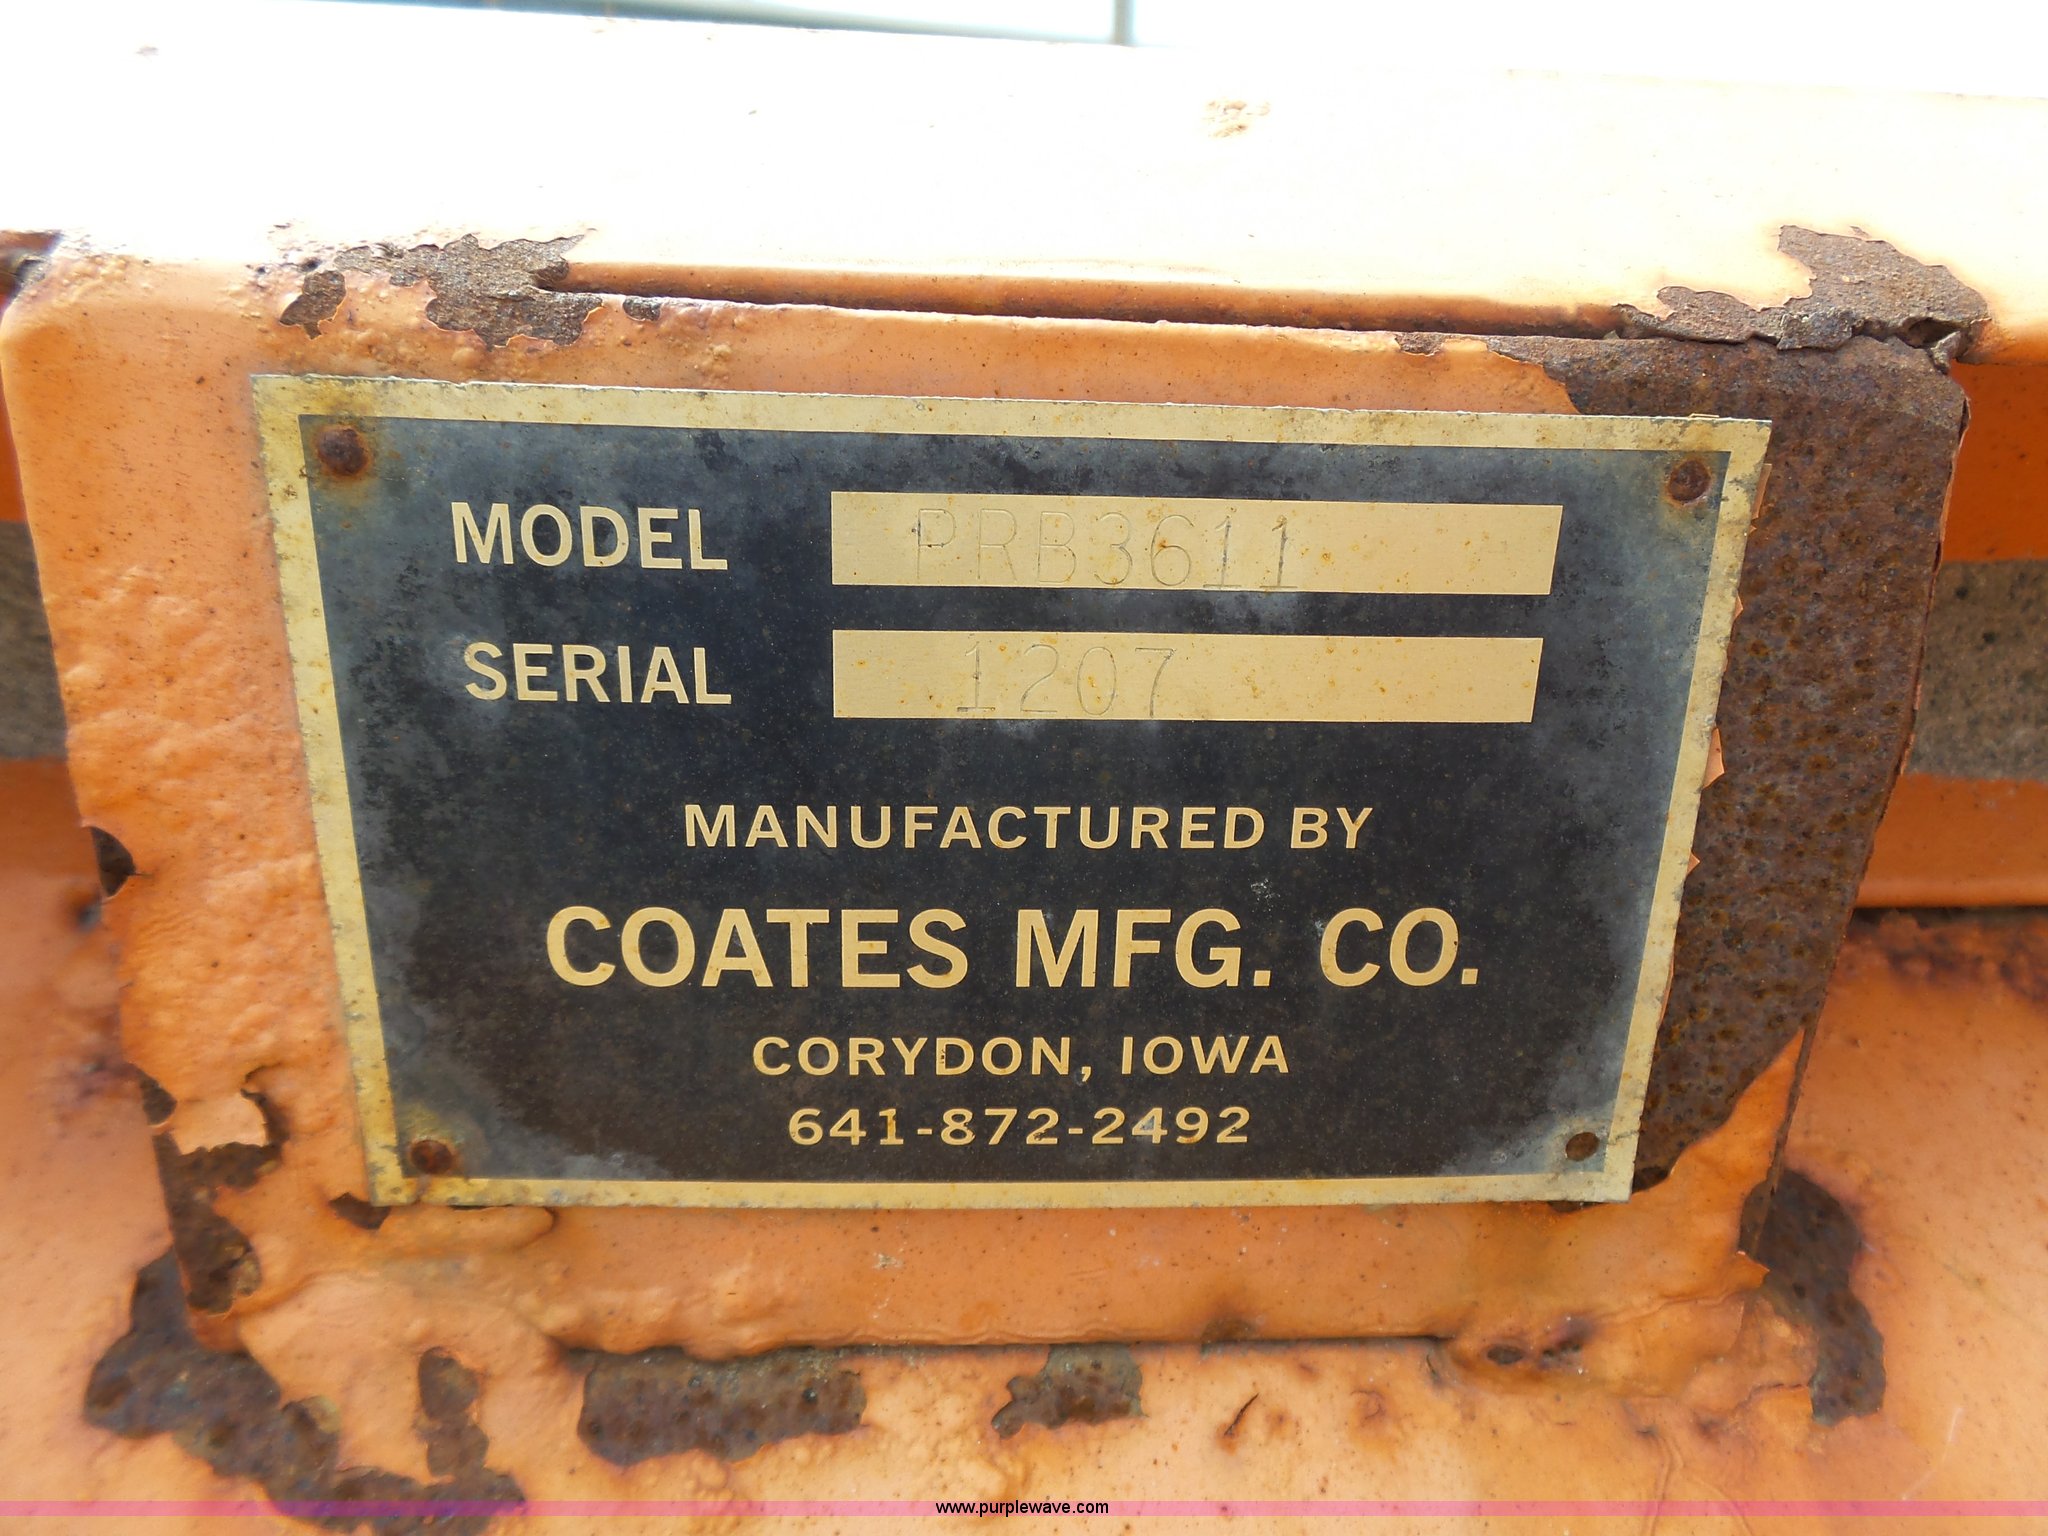 MODEL PRB3611
SERIAL 1207
MANUFACTURED BY
COATES MFG. CO.
CORYDON, IOWA
641-872-2492
www.purplewave.com